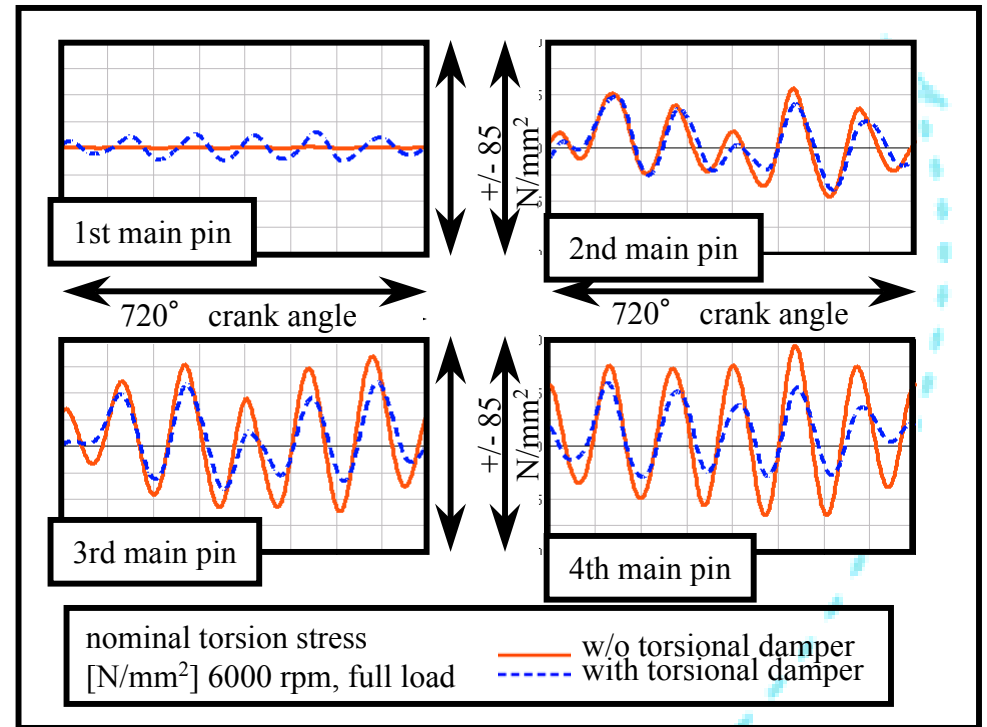 +/- 85
N/mm²
1st main pin
2nd main pin
720° crank angle
720° crank angle
+/- 85
N/mm²
3rd main pin
4th main pin
nominal torsion stress
[N/mm²] 6000 rpm, full load
w/o torsional damper
with torsional damper